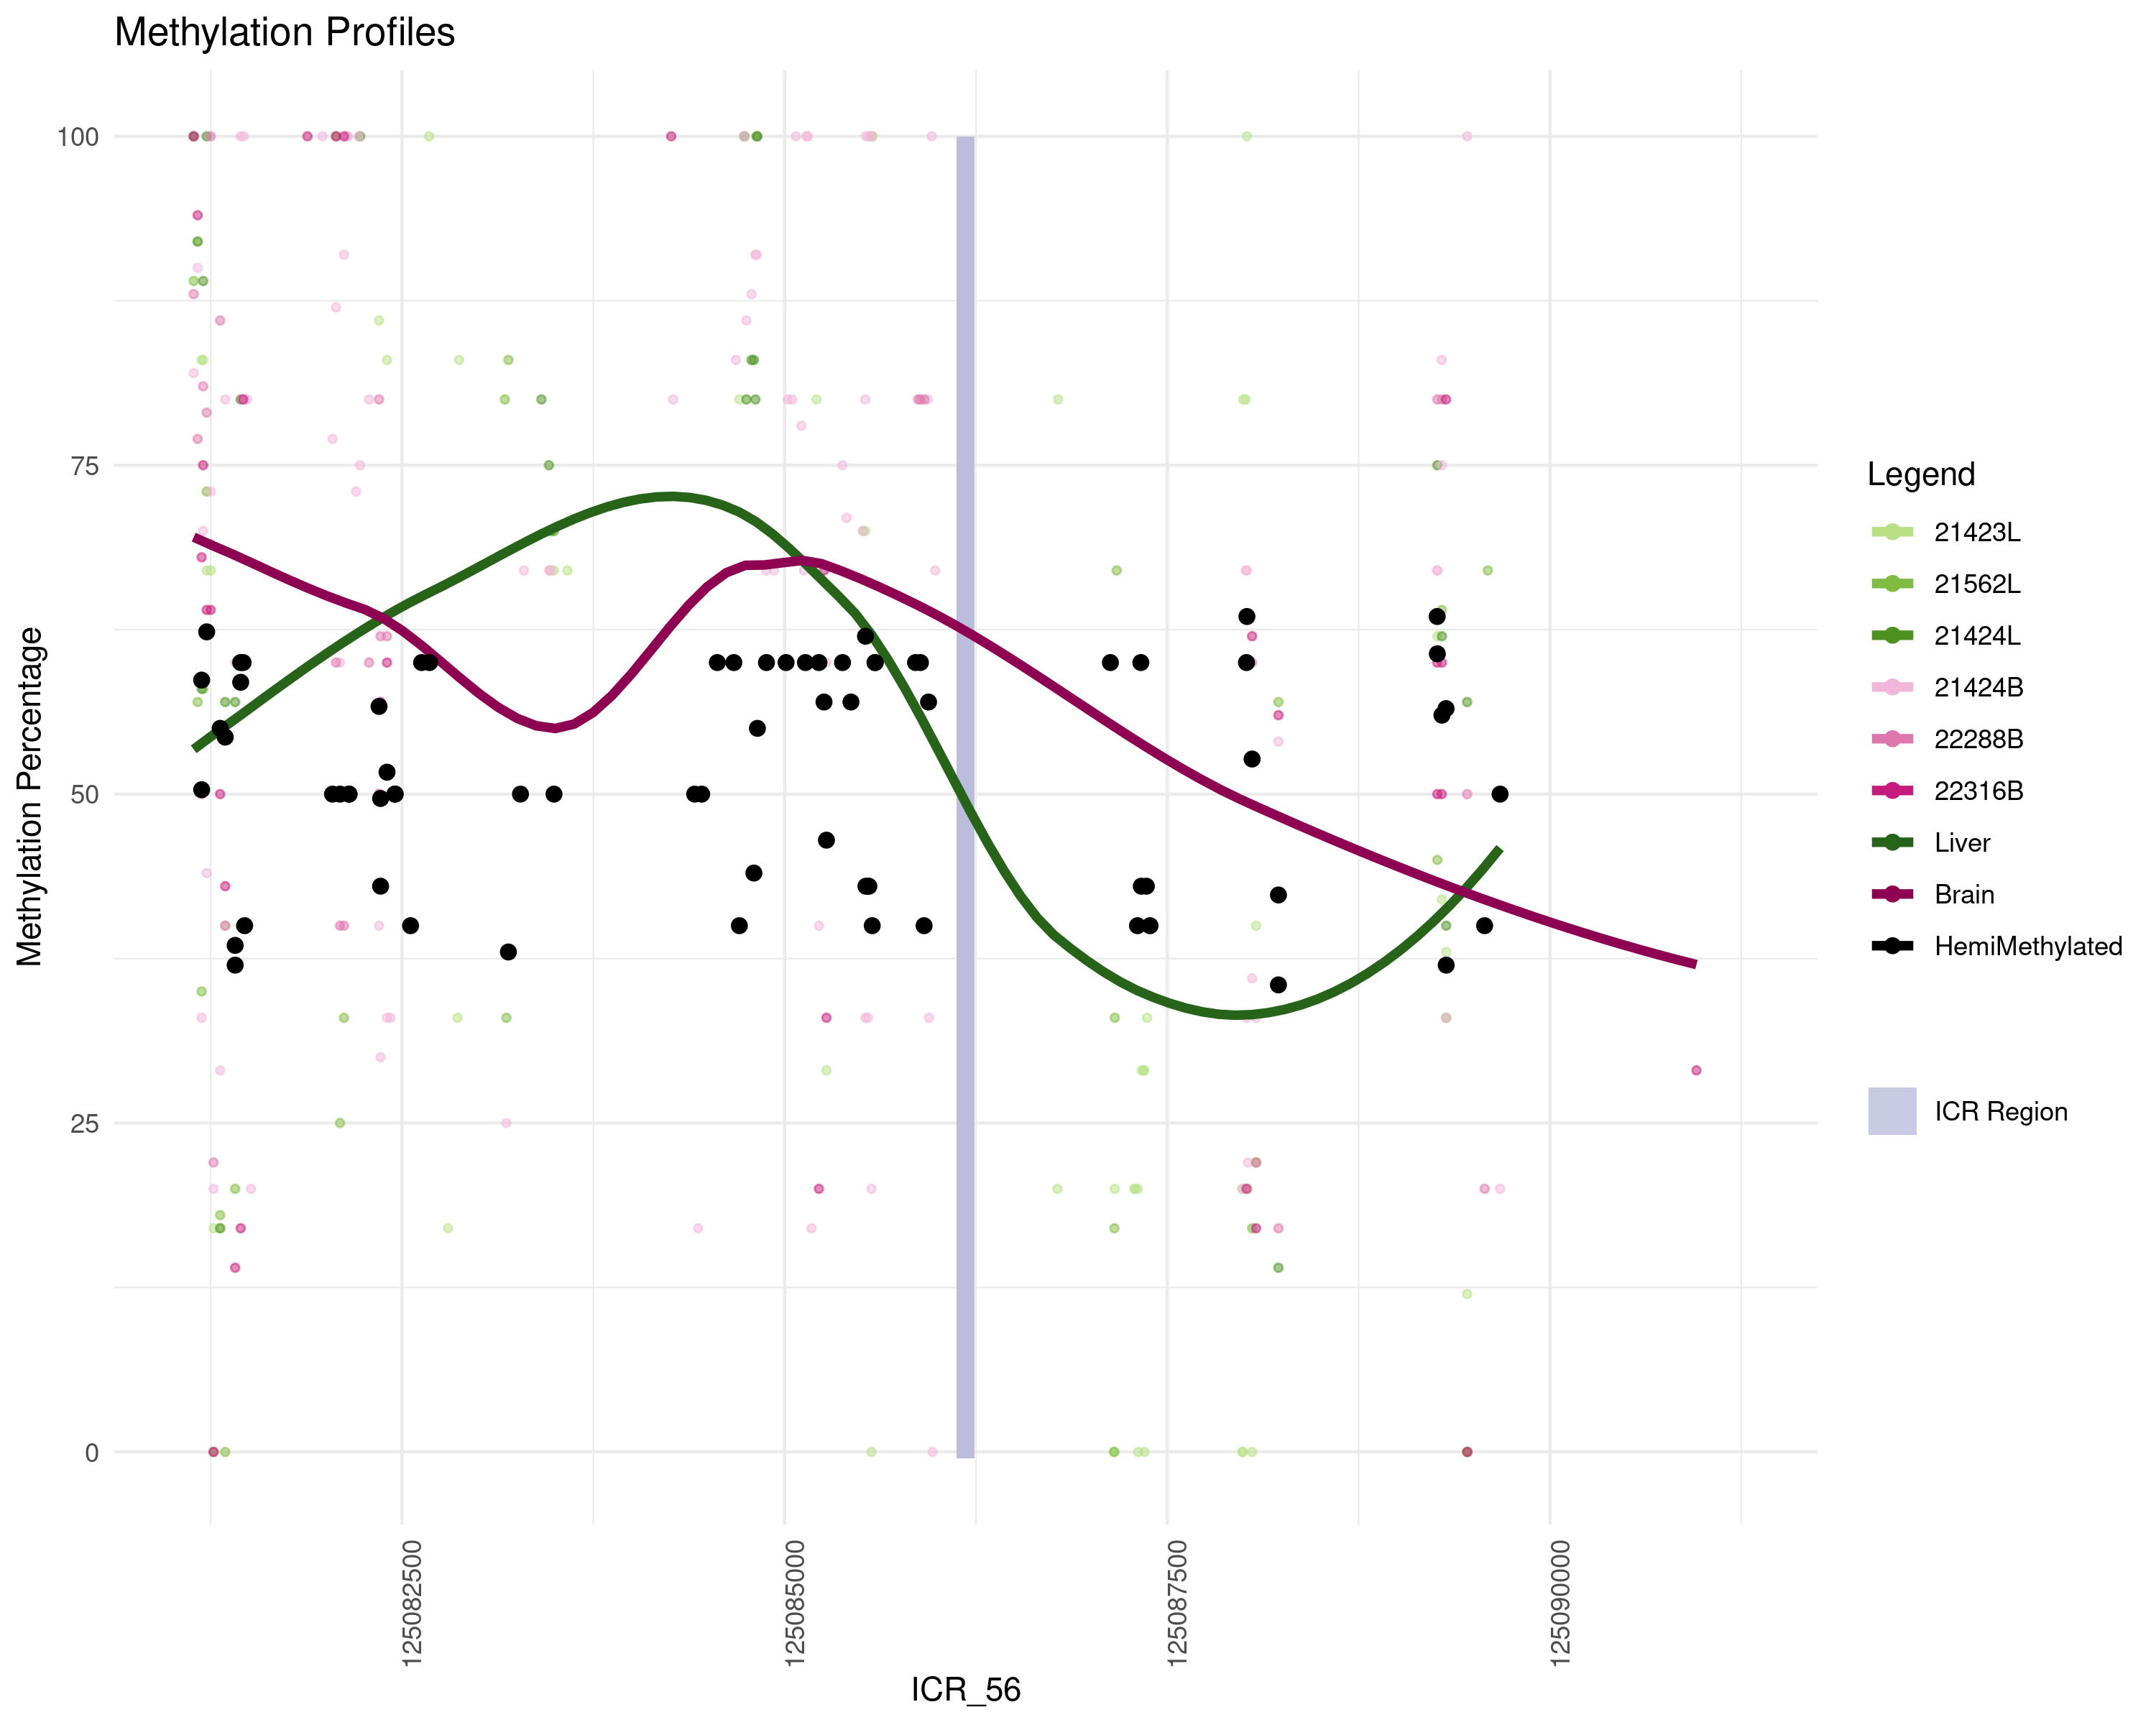 Methylation Profiles
100
75
50
25
0
Methylation Percentage
125082500
125085000
125087500
125090000
ICR_56
Legend
21423L
21562L
21424L
21424B
22288B
22316B
Liver
Brain
HemiMethylated
ICR Region